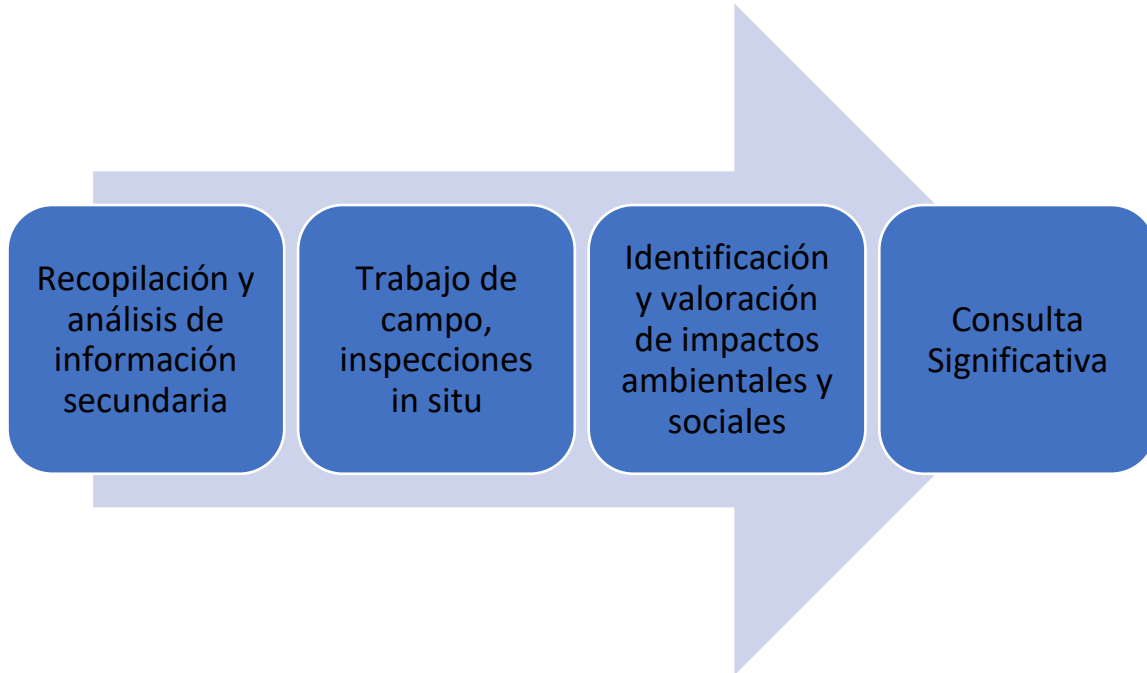 Recopilación y
análisis de
información
secundaria
Trabajo de
campo,
inspecciones
in situ
Identificación
y valoración
de impactos
ambientales y
sociales
Consulta
Significativa